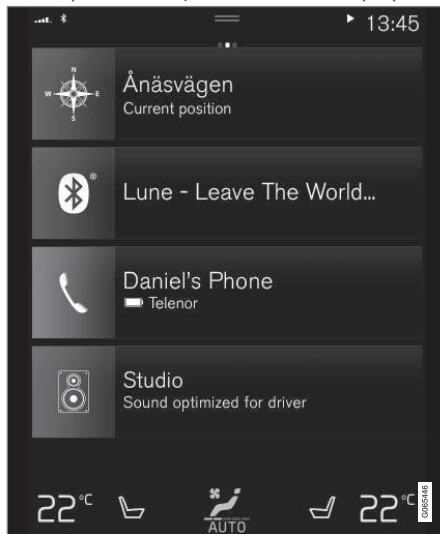 13:45
N
W E
S
Ånäsvägen
Current position
®
Lune - Leave The World...
Daniel's Phone
Telenor
Studio
Sound optimized for driver
22°C
AUTO
22°C
G065446